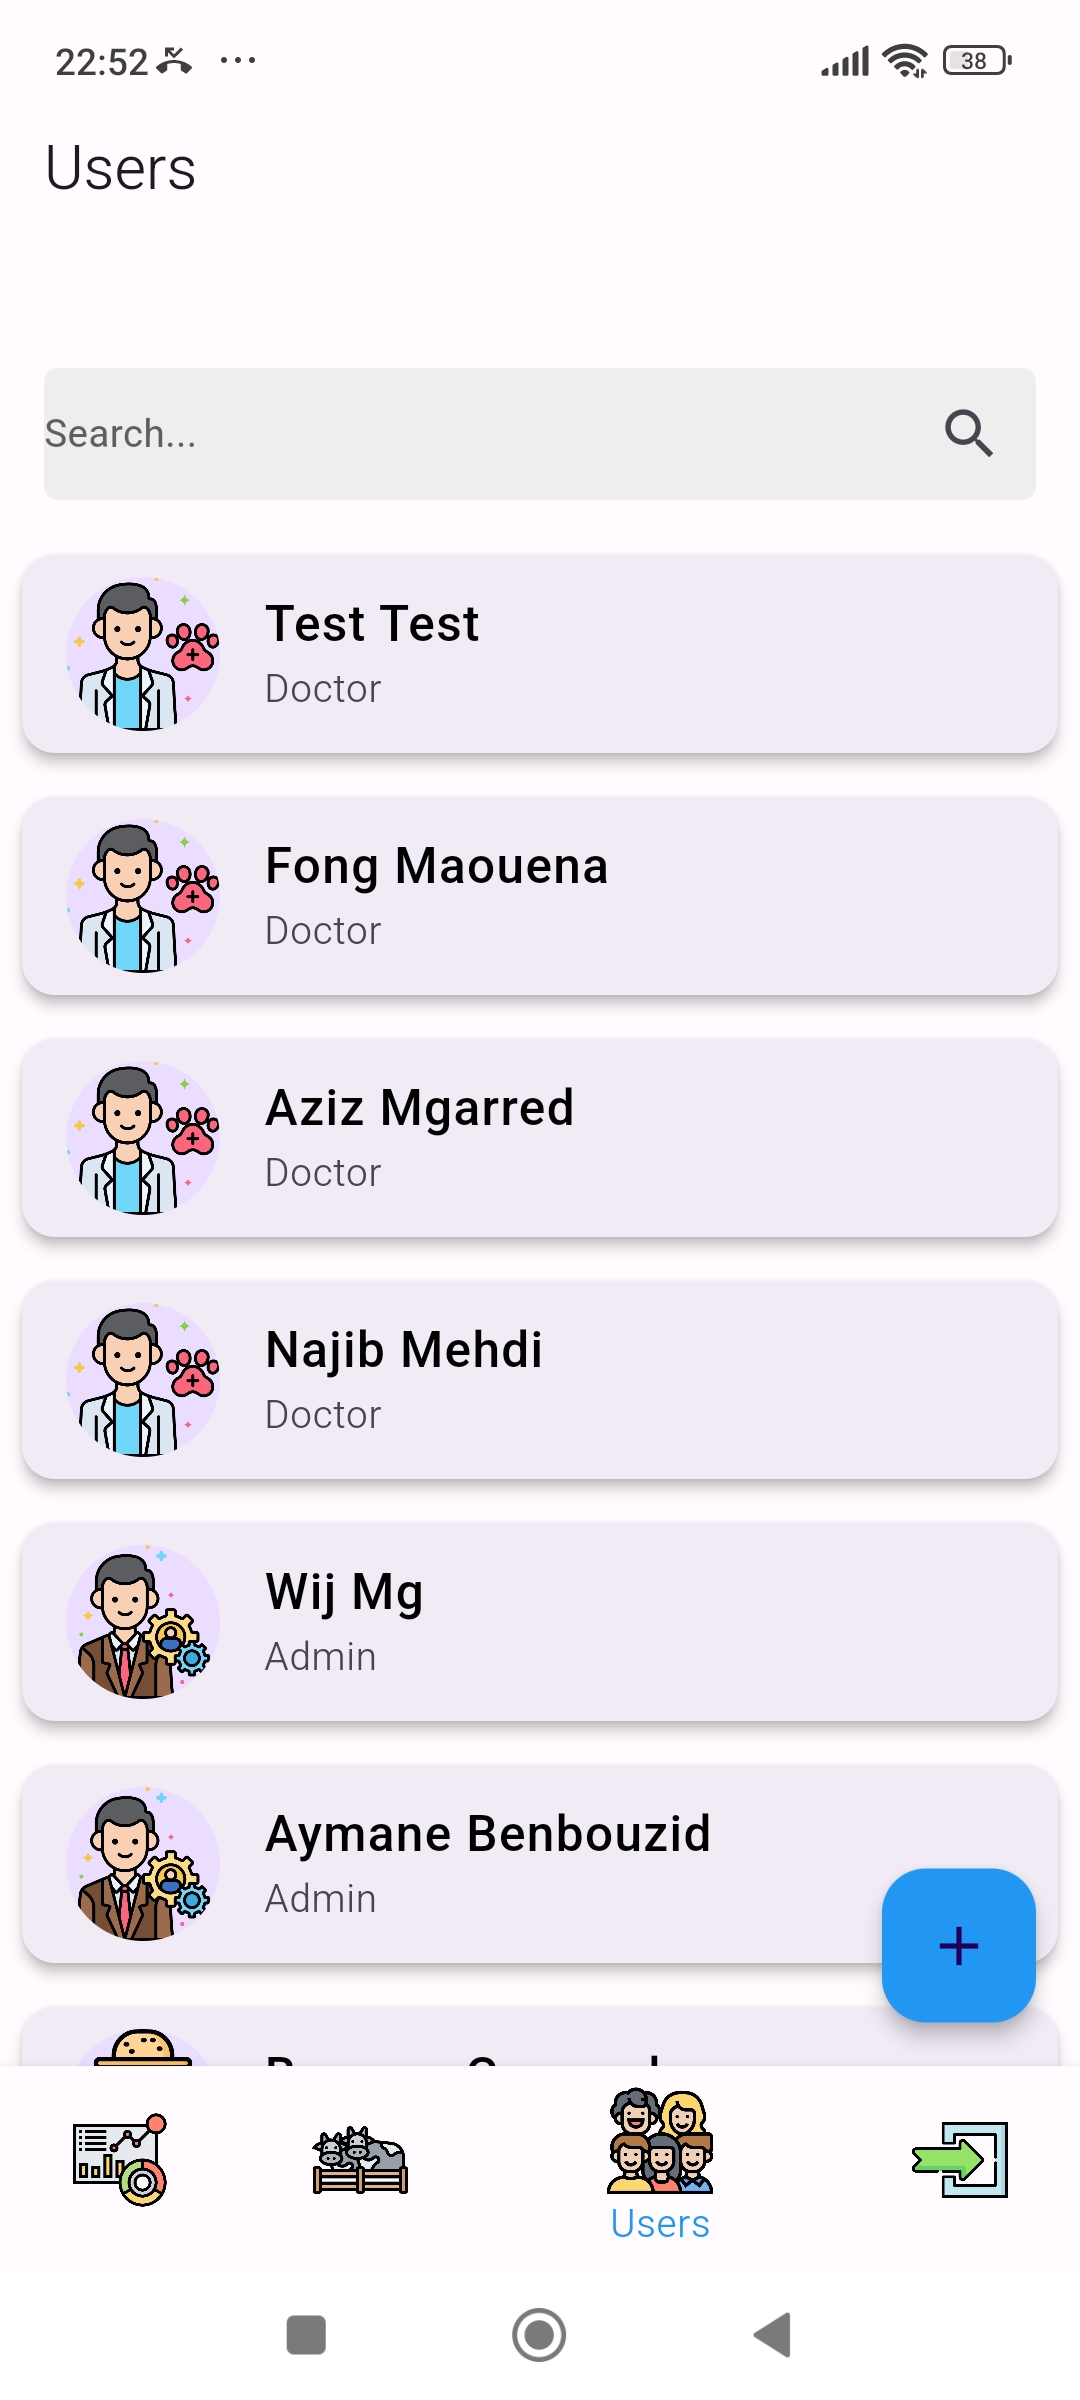 22:52
38
Users
Search...
Test Test
Doctor
Fong Maouena
Doctor
Aziz Mgarred
Doctor
Najib Mehdi
Doctor
Wij Mg
Admin
Aymane Benbouzid
Admin
Users